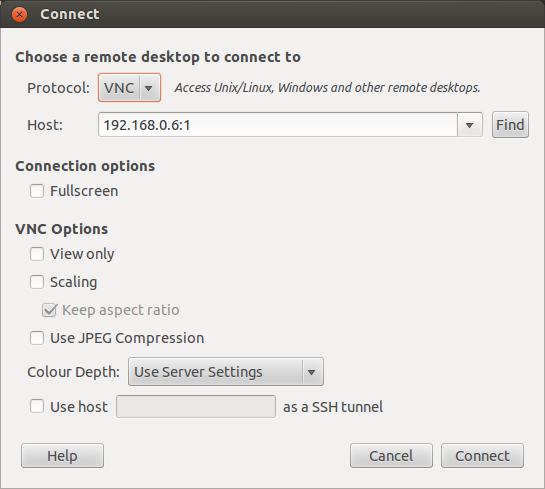 Connect
Choose a remote desktop to connect to
Protocol: VNC Access Unix/Linux, Windows and other remote desktops.
Host: 192.168.0.6:1 Find
Connection options
Fullscreen
VNC Options
View only
Scaling
Keep aspect ratio
Use JPEG Compression
Colour Depth: Use Server Settings
Use host as a SSH tunnel
Help Cancel Connect